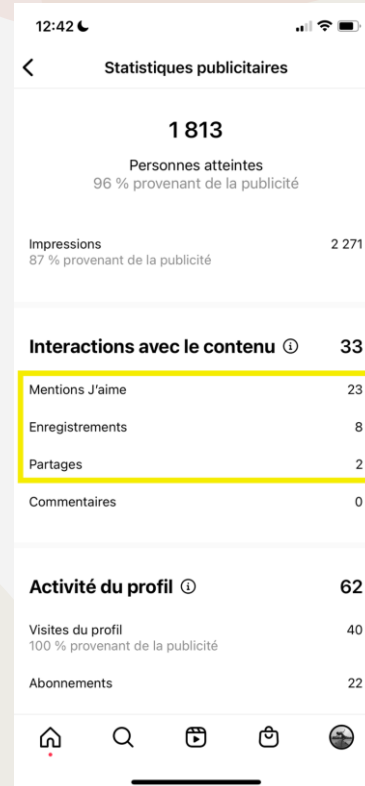 12:42
Statistiques publicitaires
1 813
Personnes atteintes
96 % provenant de la publicité
Impressions 2 271
87 % provenant de la publicité
Interactions avec le contenu 33
Mentions J'aime 23
Enregistrements 8
Partages 2
Commentaires 0
Activité du profil 62
Visites du profil 40
100 % provenant de la publicité
Abonnements 22